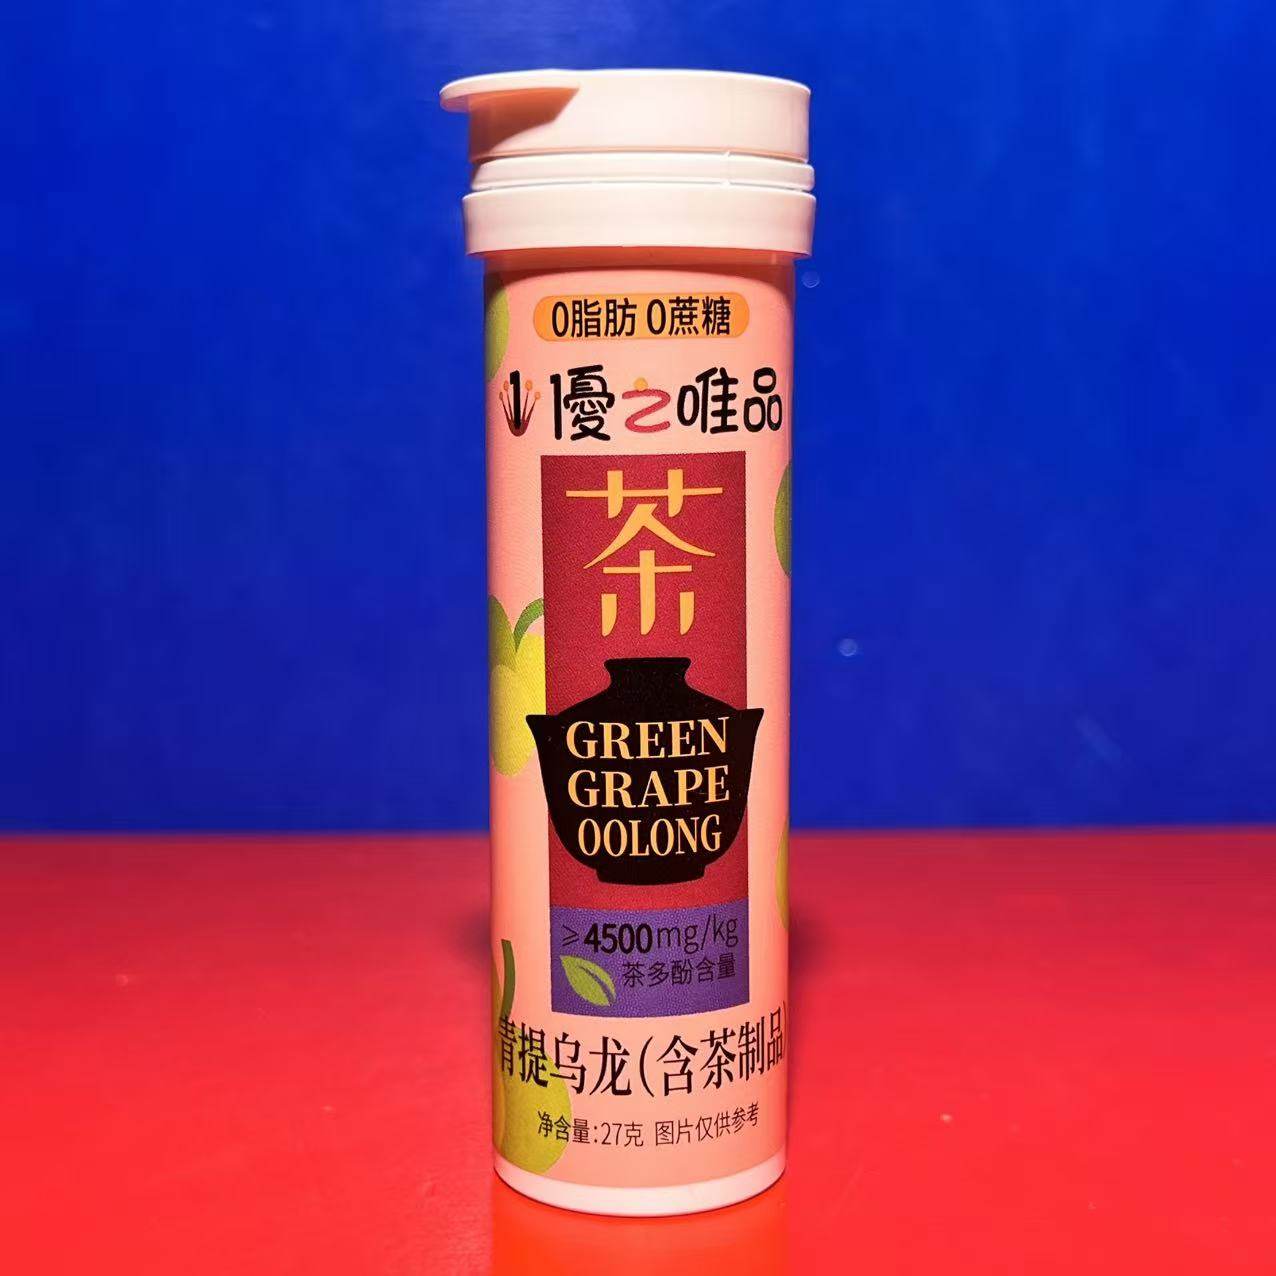 0脂肪 0蔗糖
優之唯品
茶
GREEN
GRAPE
OOLONG
≥4500mg/kg
茶多酚含量
青提乌龙(含茶制品)
净含量:27克 图片仅供参考